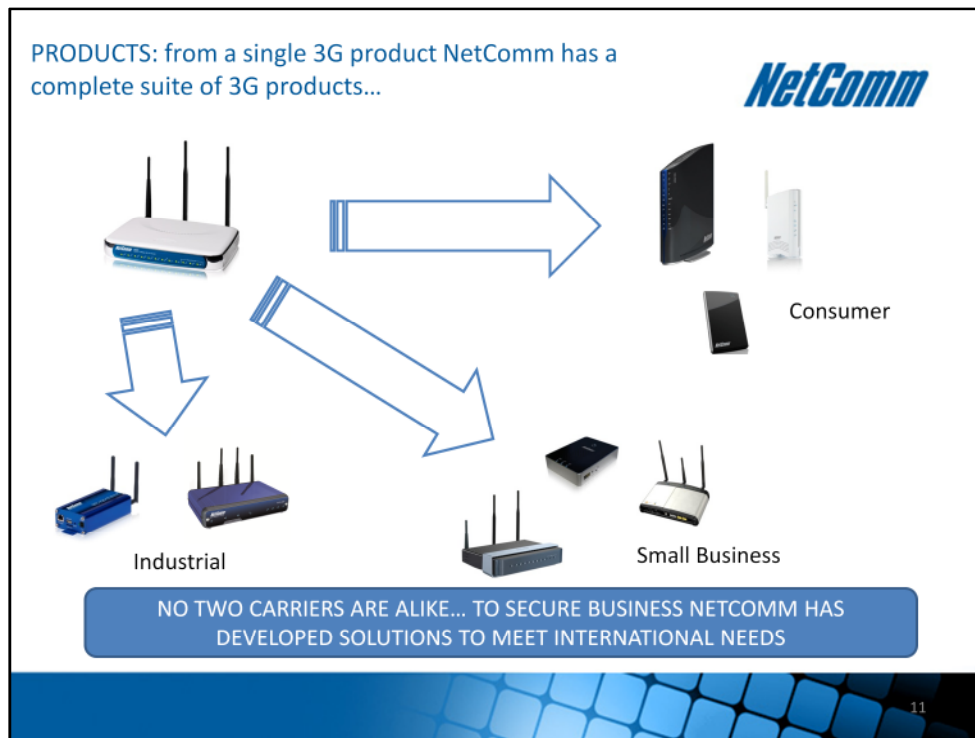 PRODUCTS: from a single 3G product NetComm has a
complete suite of 3G products…
NetComm
Consumer
Industrial
Small Business
NO TWO CARRIERS ARE ALIKE… TO SECURE BUSINESS NETCOMM HAS
DEVELOPED SOLUTIONS TO MEET INTERNATIONAL NEEDS
11